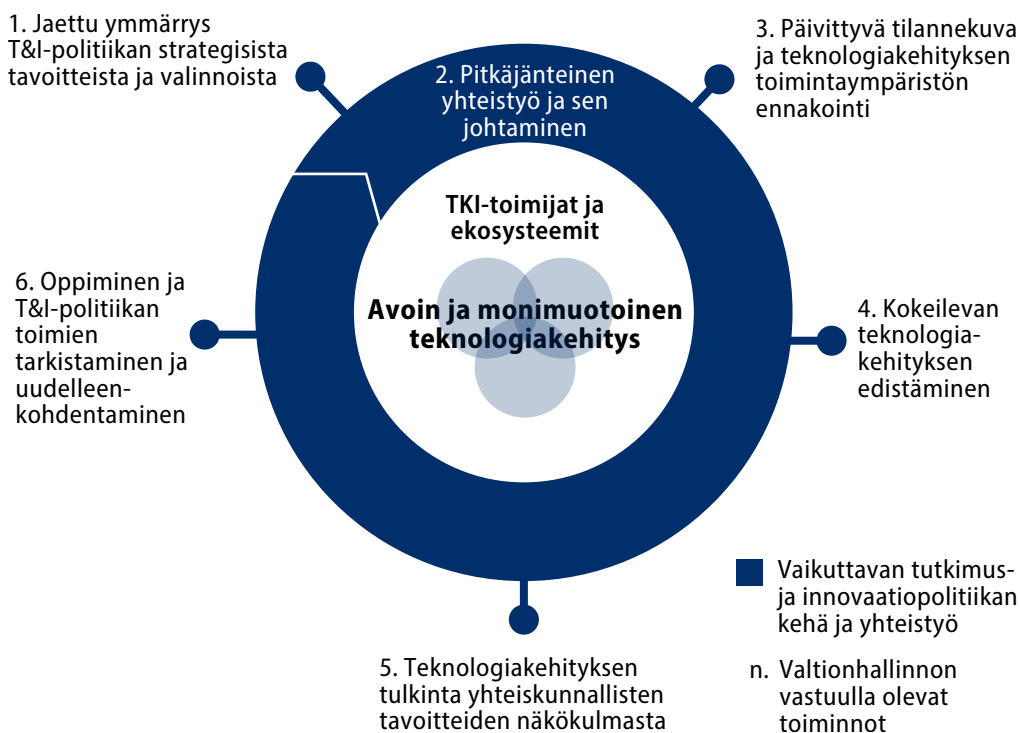 1. Jaettu ymmärrys
T&I-politiikan strategisista
tavoitteista ja valinnoista
2. Pitkäjänteinen
yhteistyö ja sen
johtaminen
3. Päivittyvä tilannekuva
ja teknologiakehityksen
toimintaympäristön
ennakointi
TKI-toimijat ja
ekosysteemit
Avoin ja monimuotoinen
teknologiakehitys
4. Kokeilevan
teknologia-
kehityksen
edistäminen
5. Teknologiakehityksen
tulkinta yhteiskunnallisten
tavoitteiden näkökulmasta
6. Oppiminen ja
T&I-politiikan
toimien
tarkistaminen ja
uudelleen-
kohdentaminen
Vaikuttavan tutkimus-
ja innovaatiopolitiikan
kehä ja yhteistyö
n. Valtionhallinnon
vastuulla olevat
toiminnot